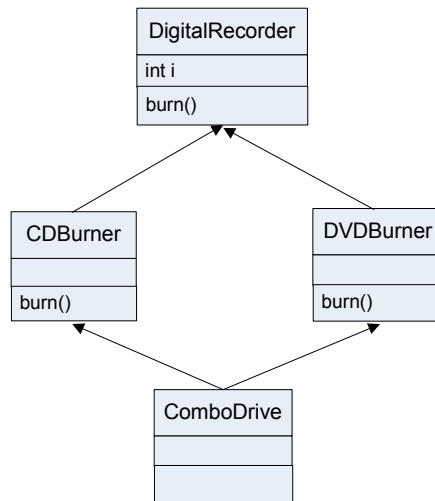 DigitalRecorder
int i
burn()
CDBurner
burn()
DVDBurner
burn()
ComboDrive